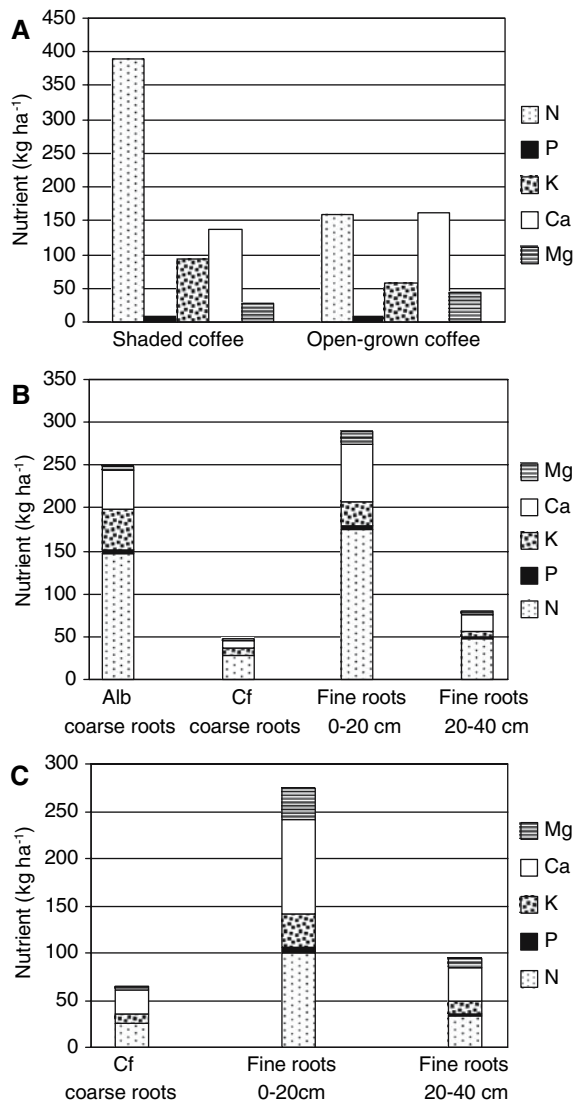 A
Nutrient (kg ha⁻¹)
450
400
350
300
250
200
150
100
50
0
Shaded coffee Open-grown coffee
N
P
K
Ca
Mg
B
Nutrient (kg ha⁻¹)
350
300
250
200
150
100
50
0
Alb Cf Fine roots Fine roots
coarse roots coarse roots 0-20 cm 20-40 cm
Mg
Ca
K
P
N
C
Nutrient (kg ha⁻¹)
300
250
200
150
100
50
0
Cf Fine roots Fine roots
coarse roots 0-20cm 20-40 cm
Mg
Ca
K
P
N